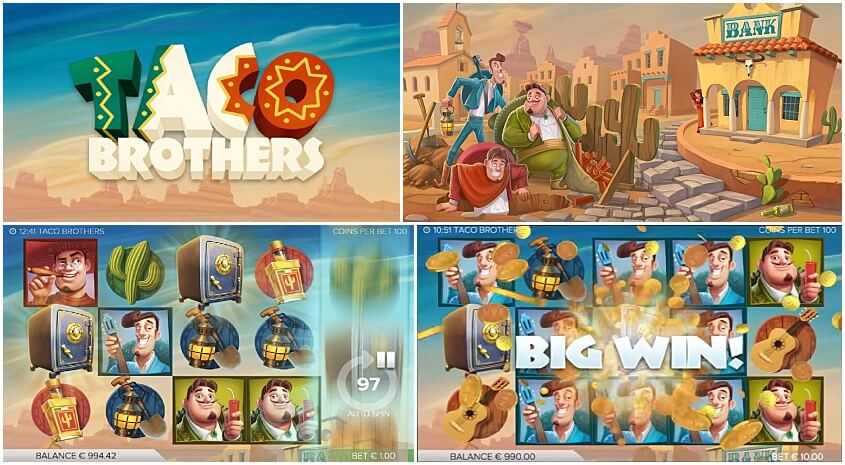 TACO
BROTHERS
BANK
12:41 TACO BROTHERS
COINS PER BET 100
97
AUTO SPIN
BALANCE € 994.42
BET € 1.00
10:51 TACO BROTHERS
COINS PER BET 100
BIG WIN!
BALANCE € 990.00
BET € 10.00